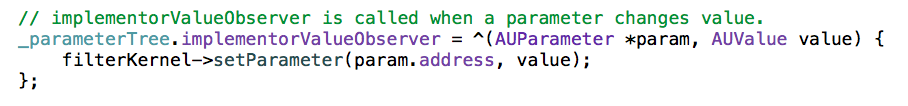 // implementorValueObserver is called when a parameter changes value.
_parameterTree.implementorValueObserver = ^(AUParameter *param, AUValue value) {
    filterKernel->setParameter(param.address, value);
};